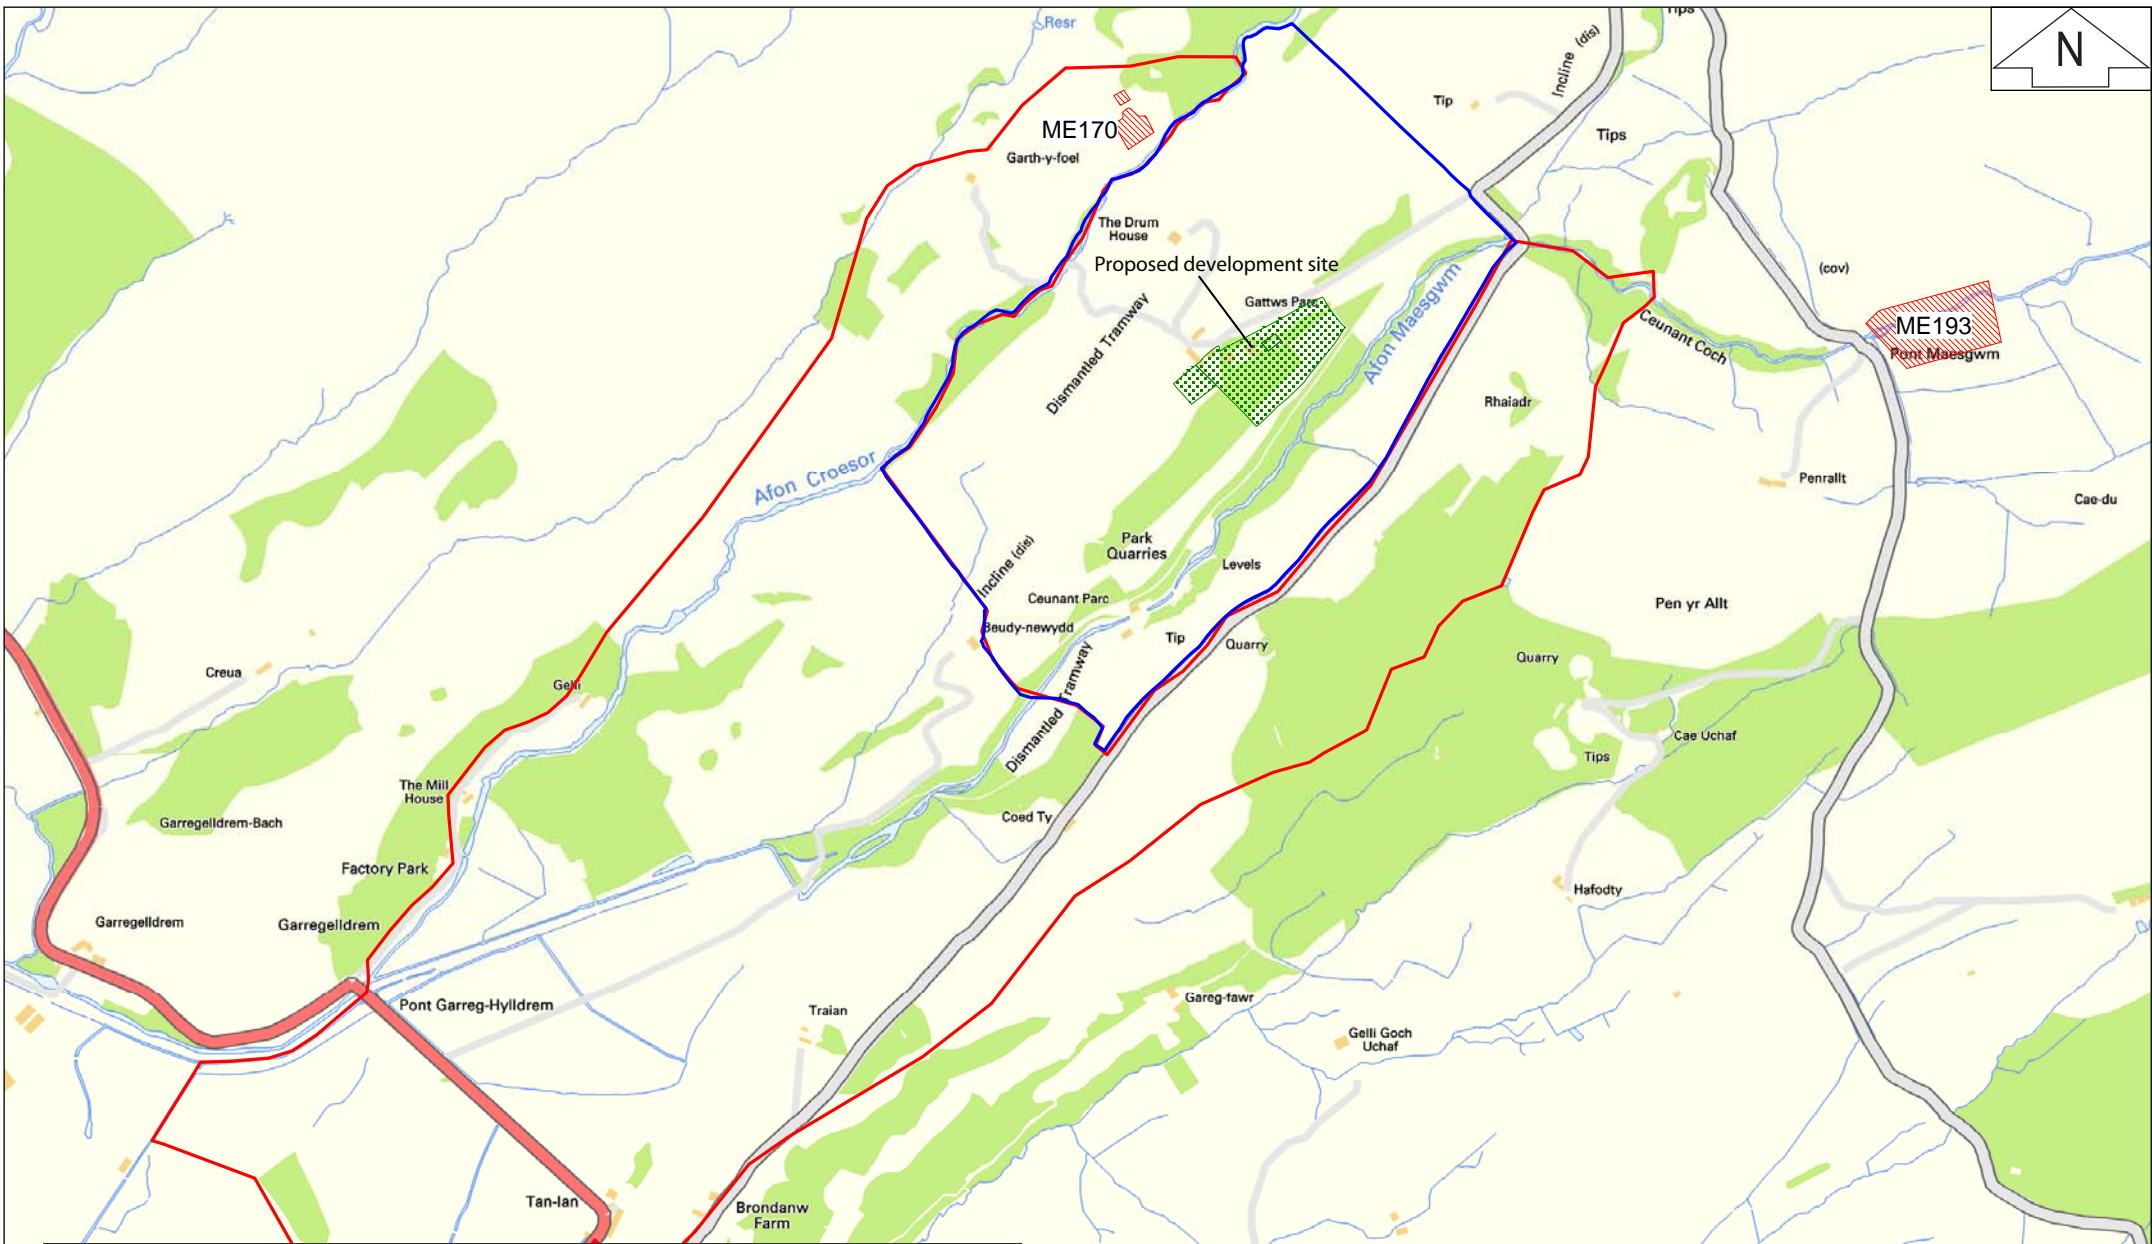 Resr
Tips
Incline (dis)
N
Tip
Tips
ME170
Garth-y-foel
The Drum
House
Proposed development site
Gattws Parc
Dismantled Tramway
Afon Maesgwm
(cov)
ME193
Pont Maesgwm
Ceunant Coch
Rhaiadr
Afon Croesor
Penrallt
Cae-du
Park
Quarries
Levels
Incline (dis)
Ceunant Parc
Beudy-newydd
Tip
Quarry
Pen yr Allt
Quarry
Creua
Gelli
Dismantled Tramway
Cae Uchaf
Tips
The Mill
House
Garregelldrem-Bach
Coed Ty
Factory Park
Hafodty
Garregelldrem
Garregelldrem
Pont Garreg-Hylldrem
Traian
Gareg-fawr
Gelli Goch
Uchaf
Tan-lan
Brondanw
Farm